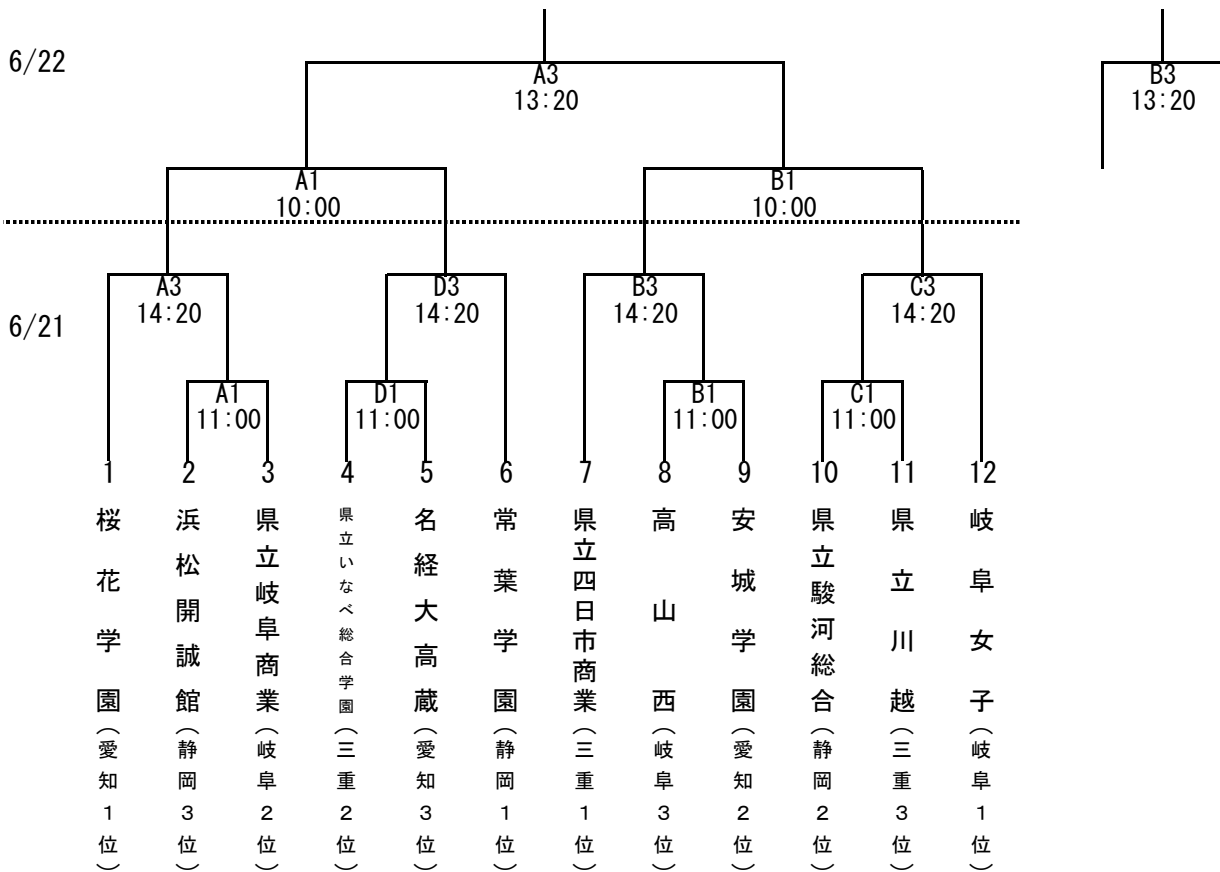 6/22
A3
13:20
B3
13:20
A1
10:00
B1
10:00
6/21
A3
14:20
D3
14:20
B3
14:20
C3
14:20
A1
11:00
D1
11:00
B1
11:00
C1
11:00
1
2
3
4
5
6
7
8
9
10
11
12
桜花学園(愛知1位)
浜松開誠館(静岡3位)
県立岐阜商業(岐阜2位)
県立いなべ総合学園(三重2位)
名経大高蔵(愛知3位)
常葉学園(静岡1位)
県立四日市商業(三重1位)
高山西(岐阜3位)
安城学園(愛知2位)
県立駿河総合(静岡2位)
県立川越(三重3位)
岐阜女子(岐阜1位)